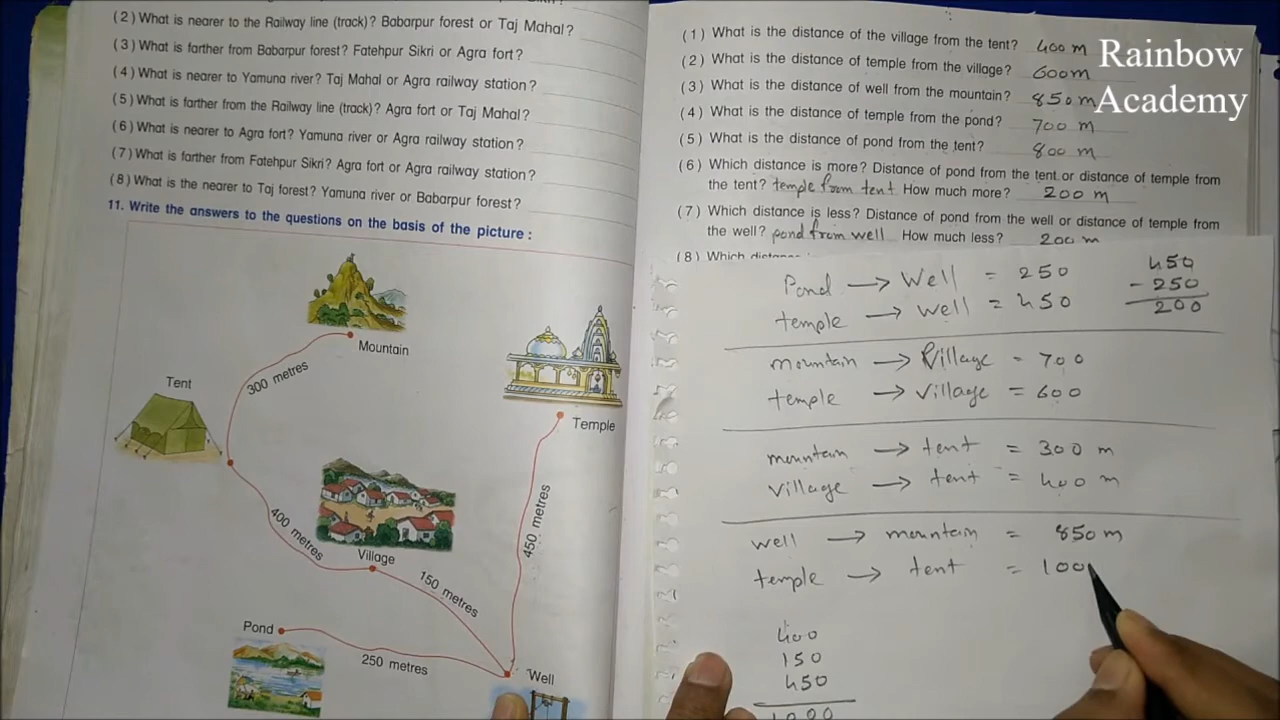 (2) What is nearer to the Railway line (track)? Babarpur forest or Taj Mahal?
(3) What is farther from Babarpur forest? Fatehpur Sikri or Agra fort?
(4) What is nearer to Yamuna river? Taj Mahal or Agra railway station?
(5) What is farther from the Railway line (track)? Agra fort or Taj Mahal?
(6) What is nearer to Agra fort? Yamuna river or Agra railway station?
(7) What is farther from Fatehpur Sikri? Agra fort or Agra railway station?
(8) What is the nearer to Taj forest? Yamuna river or Babarpur forest?
11. Write the answers to the questions on the basis of the picture :
Mountain
300 metres
Tent
Temple
400 metres
Village
450 metres
150 metres
Pond
250 metres
Well
(1) What is the distance of the village from the tent? 400 m
(2) What is the distance of temple from the village? 600m
(3) What is the distance of well from the mountain? 850 m
(4) What is the distance of temple from the pond? 700 m
(5) What is the distance of pond from the tent? 800 m
(6) Which distance is more? Distance of pond from the tent or distance of temple from
the tent? temple from tent How much more? 200 m
(7) Which distance is less? Distance of pond from the well or distance of temple from
the well? pond from well How much less? 200 m
(8) Which
Rainbow
Academy
Pond → Well = 250
temple → well = 450
450
- 250
200
mountain → Village = 700
temple → village = 600
mountain → tent = 300 m
Village → tent = 400 m
well → mountain = 850 m
temple → tent = 100
400
150
450
1000